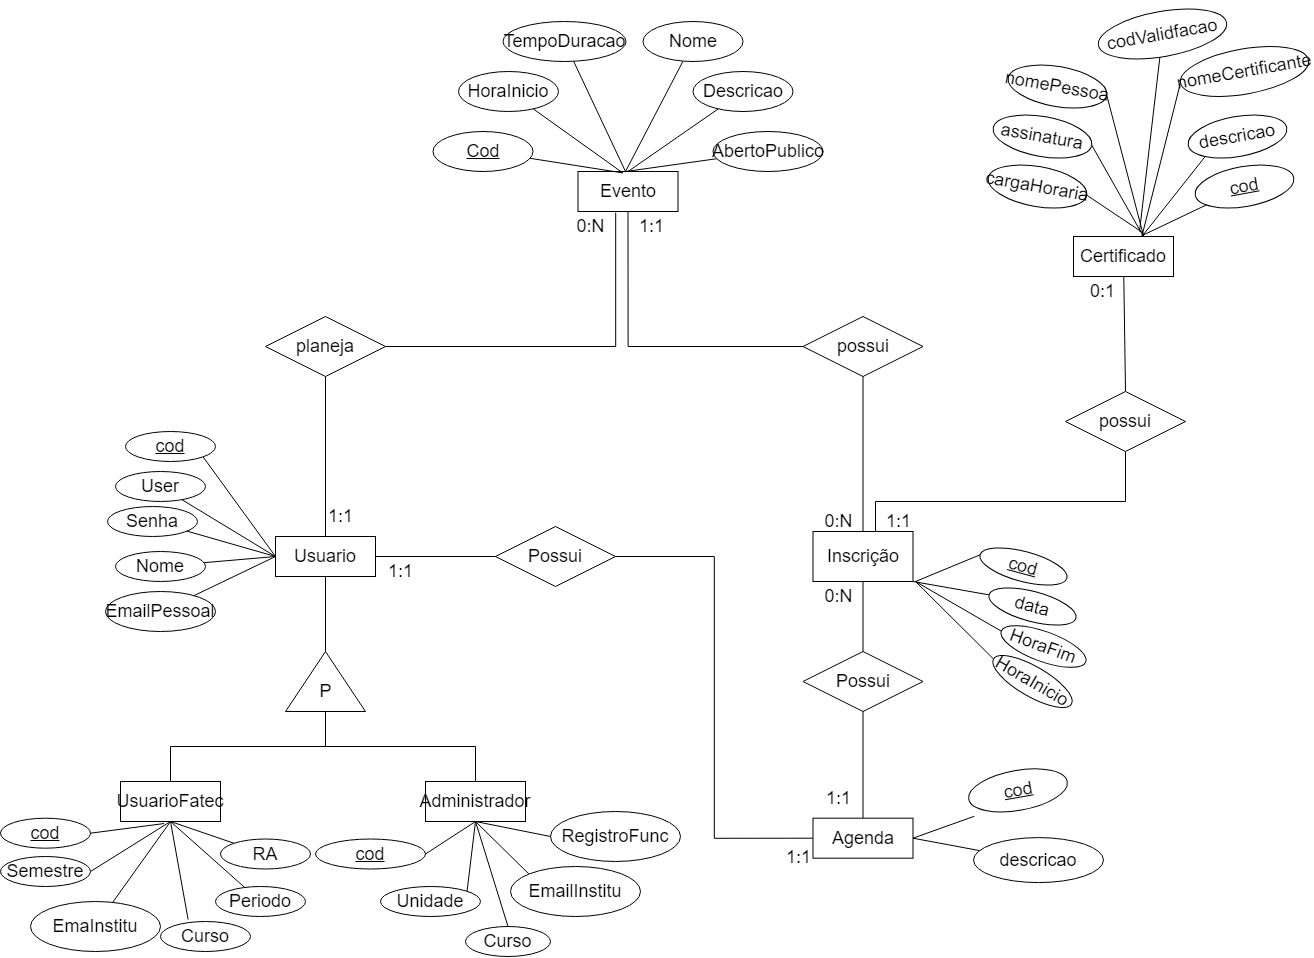 TempoDuracao
Nome
HoraInicio
Descricao
Cod
AbertoPublico
Evento
0:N
1:1
codValidfacao
nomeCertificante
nomePessoa
assinatura
descricao
cargaHoraria
cod
Certificado
0:1
planeja
possui
possui
cod
User
Senha
Nome
EmailPessoal
1:1
Usuario
1:1
Possui
0:N
1:1
Inscrição
0:N
cod
data
HoraFim
HoraInicio
P
Possui
UsuarioFatec
Administrador
cod
Semestre
EmaInstitu
Curso
Periodo
RA
cod
Unidade
Curso
EmailInstitu
RegistroFunc
1:1
Agenda
1:1
cod
descricao